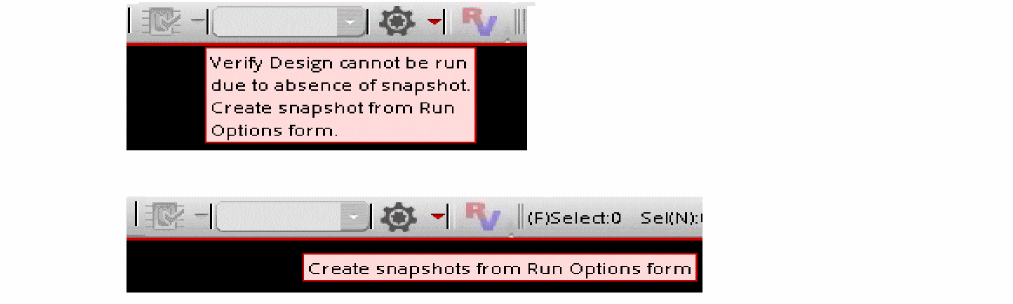 RV
Verify Design cannot be run
due to absence of snapshot.
Create snapshot from Run
Options form.
RV
(F)Select:0 Sel(N):
Create snapshots from Run Options form